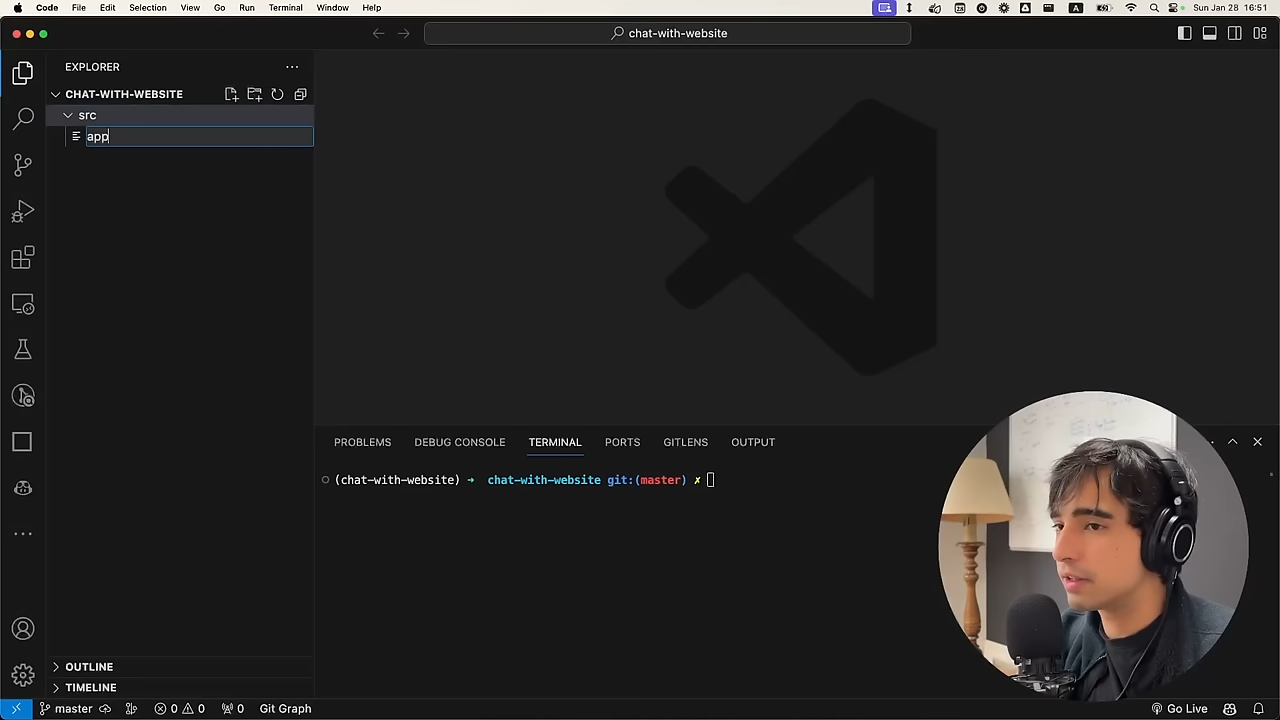 Code File Edit Selection View Go Run Terminal Window Help Sun Jan 28 16:51
chat-with-website
EXPLORER
CHAT-WITH-WEBSITE
src
app
PROBLEMS DEBUG CONSOLE TERMINAL PORTS GITLENS OUTPUT
(chat-with-website) ➜ chat-with-website git:(master) ✗
OUTLINE
TIMELINE
master 0 0 0 Git Graph Go Live